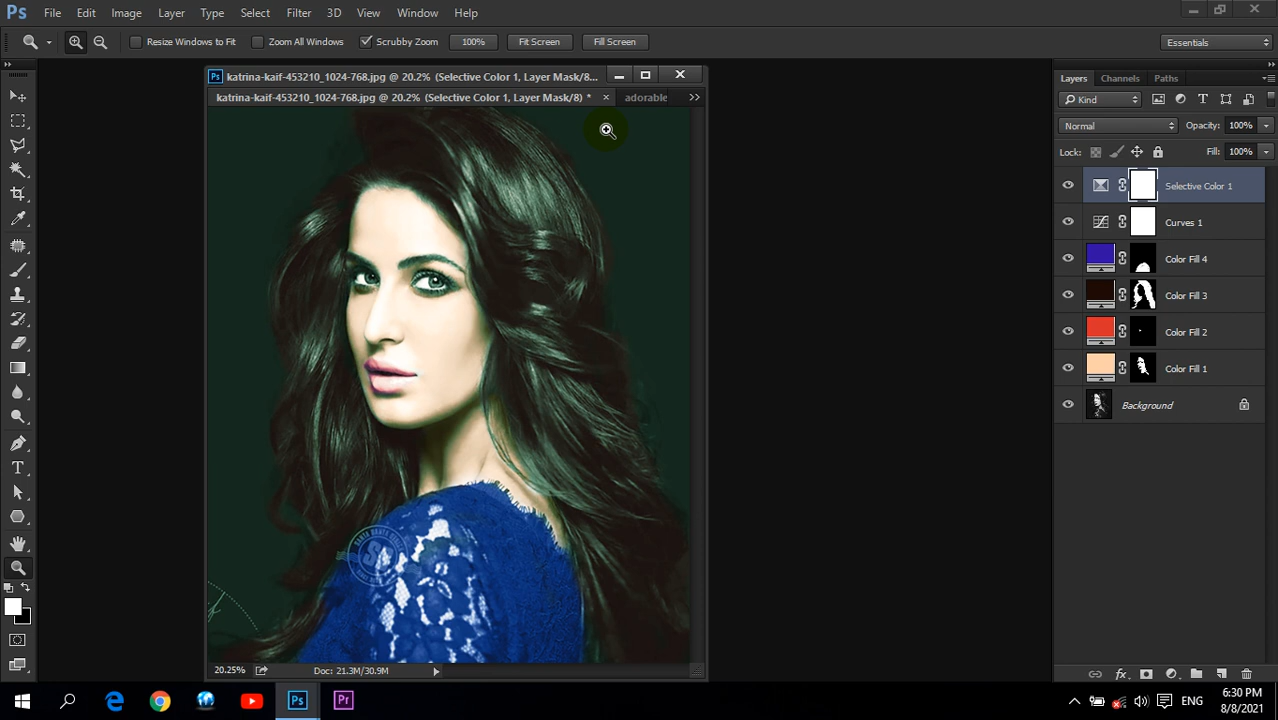 Ps File Edit Image Layer Type Select Filter 3D View Window Help
Resize Windows to Fit Zoom All Windows Scrubby Zoom 100% Fit Screen Fill Screen Essentials
Ps katrina-kaif-453210_1024-768.jpg @ 20.2% (Selective Color 1, Layer Mask/8...
katrina-kaif-453210_1024-768.jpg @ 20.2% (Selective Color 1, Layer Mask/8) * × adorable >>
Layers Channels Paths
Kind
Normal Opacity: 100%
Lock: Fill: 100%
Selective Color 1
Curves 1
Color Fill 4
Color Fill 3
Color Fill 2
Color Fill 1
Background
20.25% Doc: 21.3M/30.9M
fx
Ps Pr ENG 6:30 PM
8/8/2021